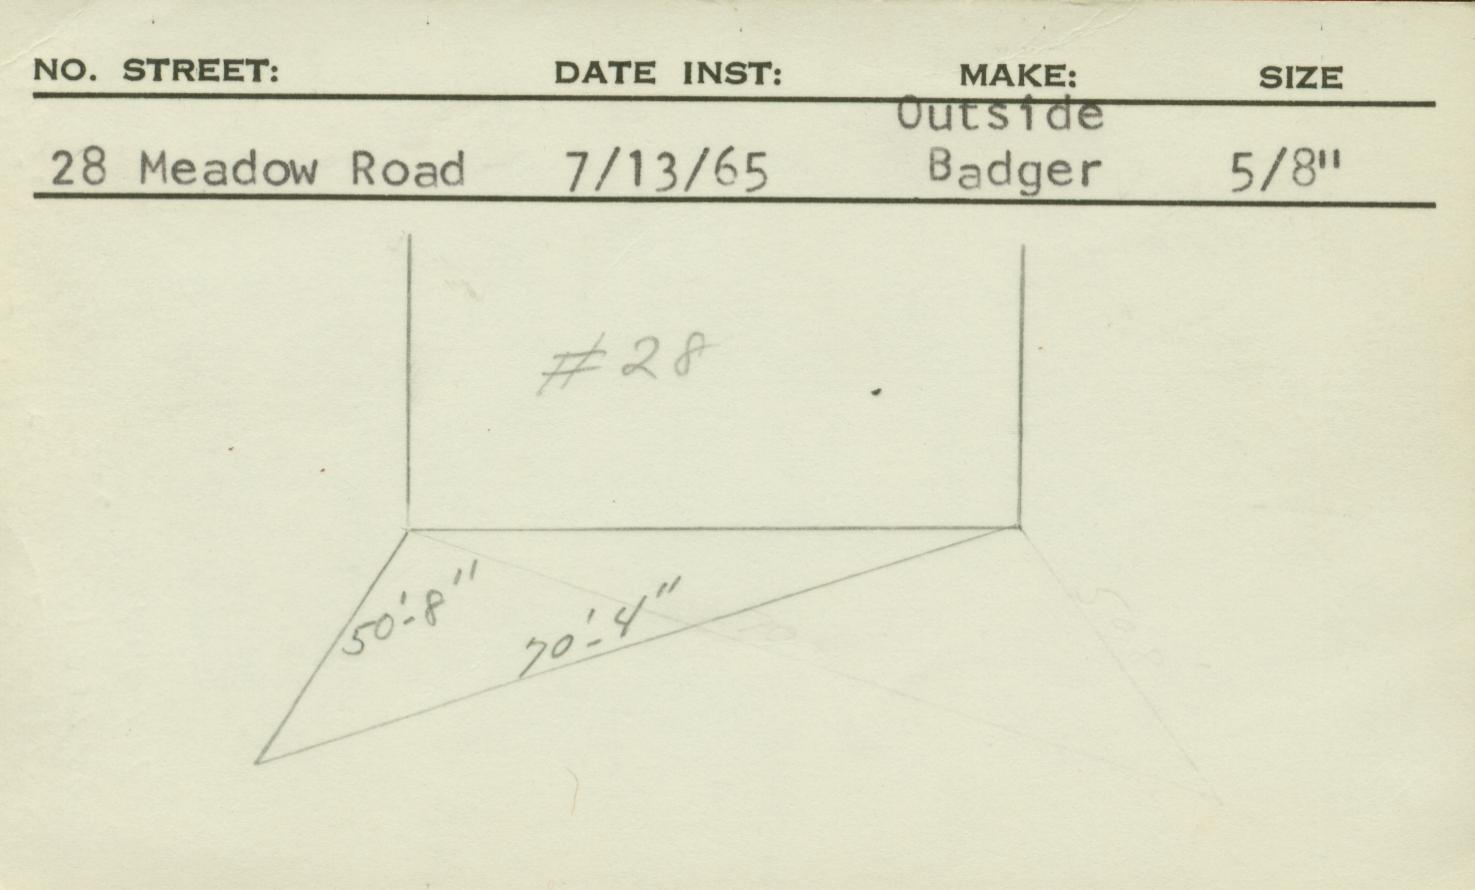 NO. STREET: DATE INST: MAKE: SIZE
Outside
28 Meadow Road 7/13/65 Badger 5/8"
#28
50'-8"
70'-4"